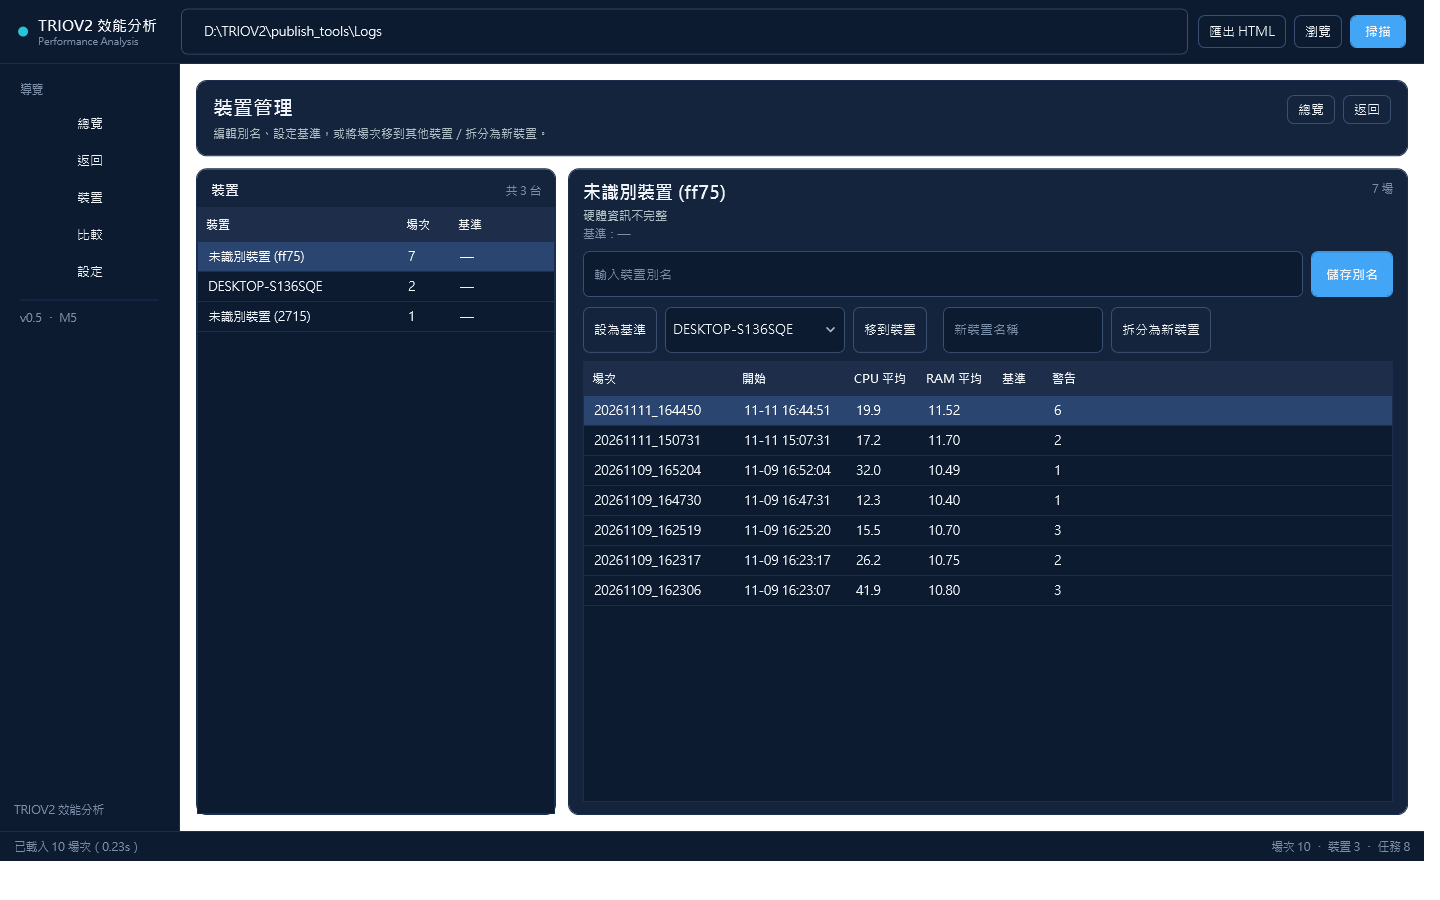 TRIOV2 效能分析
Performance Analysis
D:\TRIOV2\publish_tools\Logs
匯出 HTML
瀏覽
掃描
導覽
總覽
返回
裝置
比較
設定
v0.5 · M5
TRIOV2 效能分析
裝置管理
編輯別名、設定基準，或將場次移到其他裝置 / 拆分為新裝置。
總覽
返回
裝置
共 3 台
裝置 場次 基準
未識別裝置 (ff75) 7 —
DESKTOP-S136SQE 2 —
未識別裝置 (2715) 1 —
未識別裝置 (ff75)
7 場
硬體資訊不完整
基準：—
輸入裝置別名
儲存別名
設為基準
DESKTOP-S136SQE
移到裝置
新裝置名稱
拆分為新裝置
場次 開始 CPU 平均 RAM 平均 基準 警告
20261111_164450 11-11 16:44:51 19.9 11.52 6
20261111_150731 11-11 15:07:31 17.2 11.70 2
20261109_165204 11-09 16:52:04 32.0 10.49 1
20261109_164730 11-09 16:47:31 12.3 10.40 1
20261109_162519 11-09 16:25:20 15.5 10.70 3
20261109_162317 11-09 16:23:17 26.2 10.75 2
20261109_162306 11-09 16:23:07 41.9 10.80 3
已載入 10 場次（0.23s）
場次 10 · 裝置 3 · 任務 8